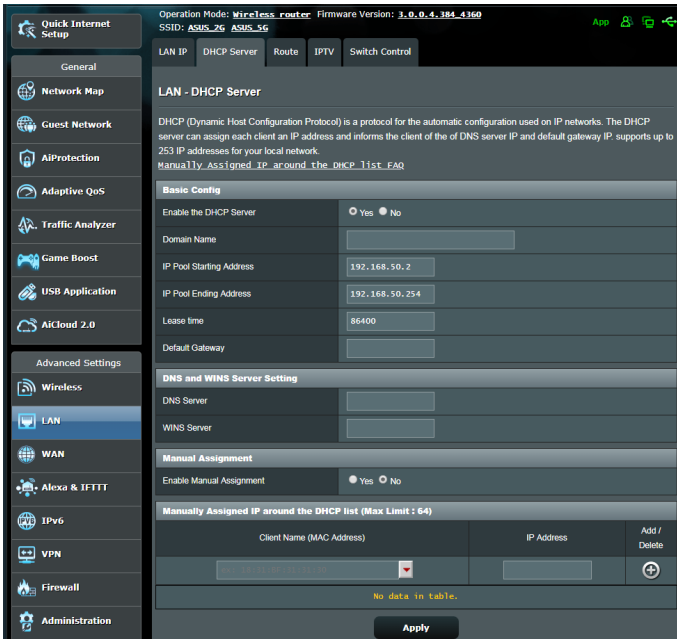 Quick Internet
Setup
General
Network Map
Guest Network
AiProtection
Adaptive QoS
Traffic Analyzer
Game Boost
USB Application
AiCloud 2.0
Advanced Settings
Wireless
LAN
WAN
Alexa & IFTTT
IPv6
VPN
Firewall
Administration
Operation Mode: Wireless router Firmware Version: 3.0.0.4.384_4360
SSID: ASUS_2G ASUS_5G
App
LAN IP DHCP Server Route IPTV Switch Control
LAN - DHCP Server
DHCP (Dynamic Host Configuration Protocol) is a protocol for the automatic configuration used on IP networks. The DHCP
server can assign each client an IP address and informs the client of the of DNS server IP and default gateway IP. supports up to
253 IP addresses for your local network.
Manually Assigned IP around the DHCP list FAQ
Basic Config
Enable the DHCP Server Yes No
Domain Name
IP Pool Starting Address 192.168.50.2
IP Pool Ending Address 192.168.50.254
Lease time 86400
Default Gateway
DNS and WINS Server Setting
DNS Server
WINS Server
Manual Assignment
Enable Manual Assignment Yes No
Manually Assigned IP around the DHCP list (Max Limit : 64)
Client Name (MAC Address) IP Address Add /
Delete
No data in table.
Apply